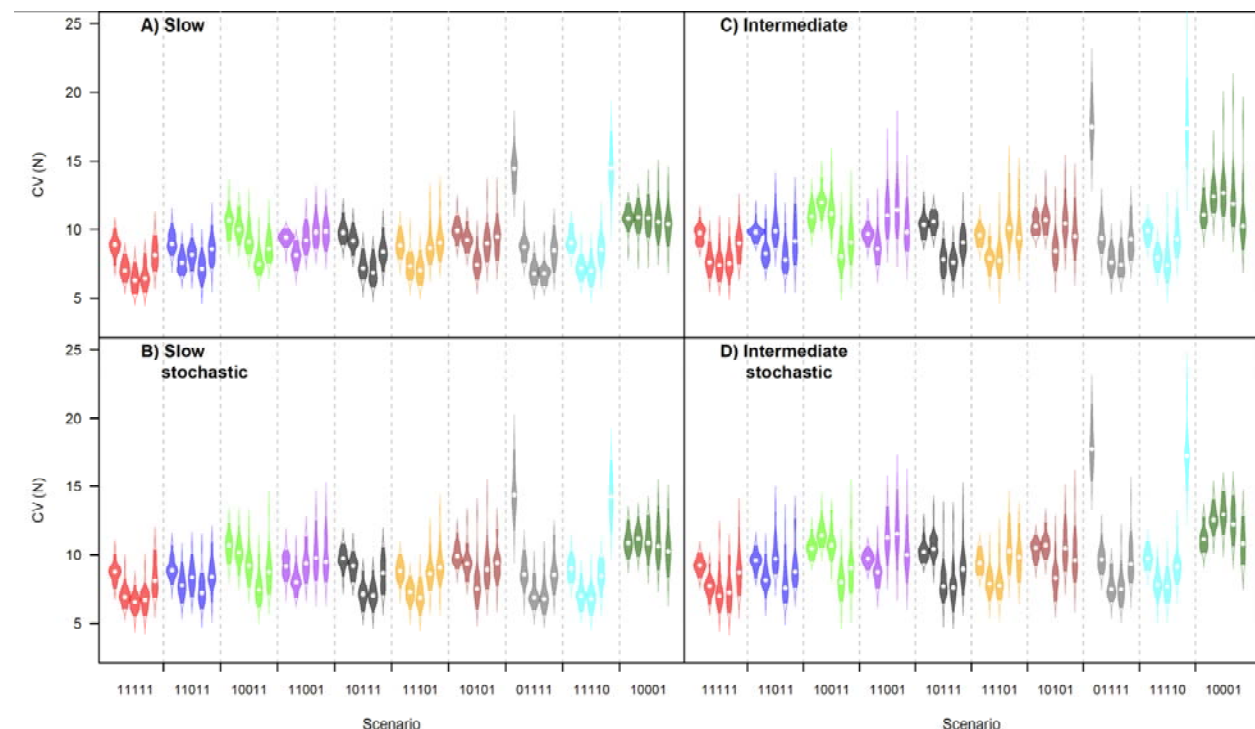 A) Slow
C) Intermediate
25
20
15
10
5
CV (N)
B) Slow
stochastic
D) Intermediate
stochastic
25
20
15
10
5
CV (N)
11111 11011 10011 11001 10111 11101 10101 01111 11110 10001
11111 11011 10011 11001 10111 11101 10101 01111 11110 10001
Scenario
Scenario